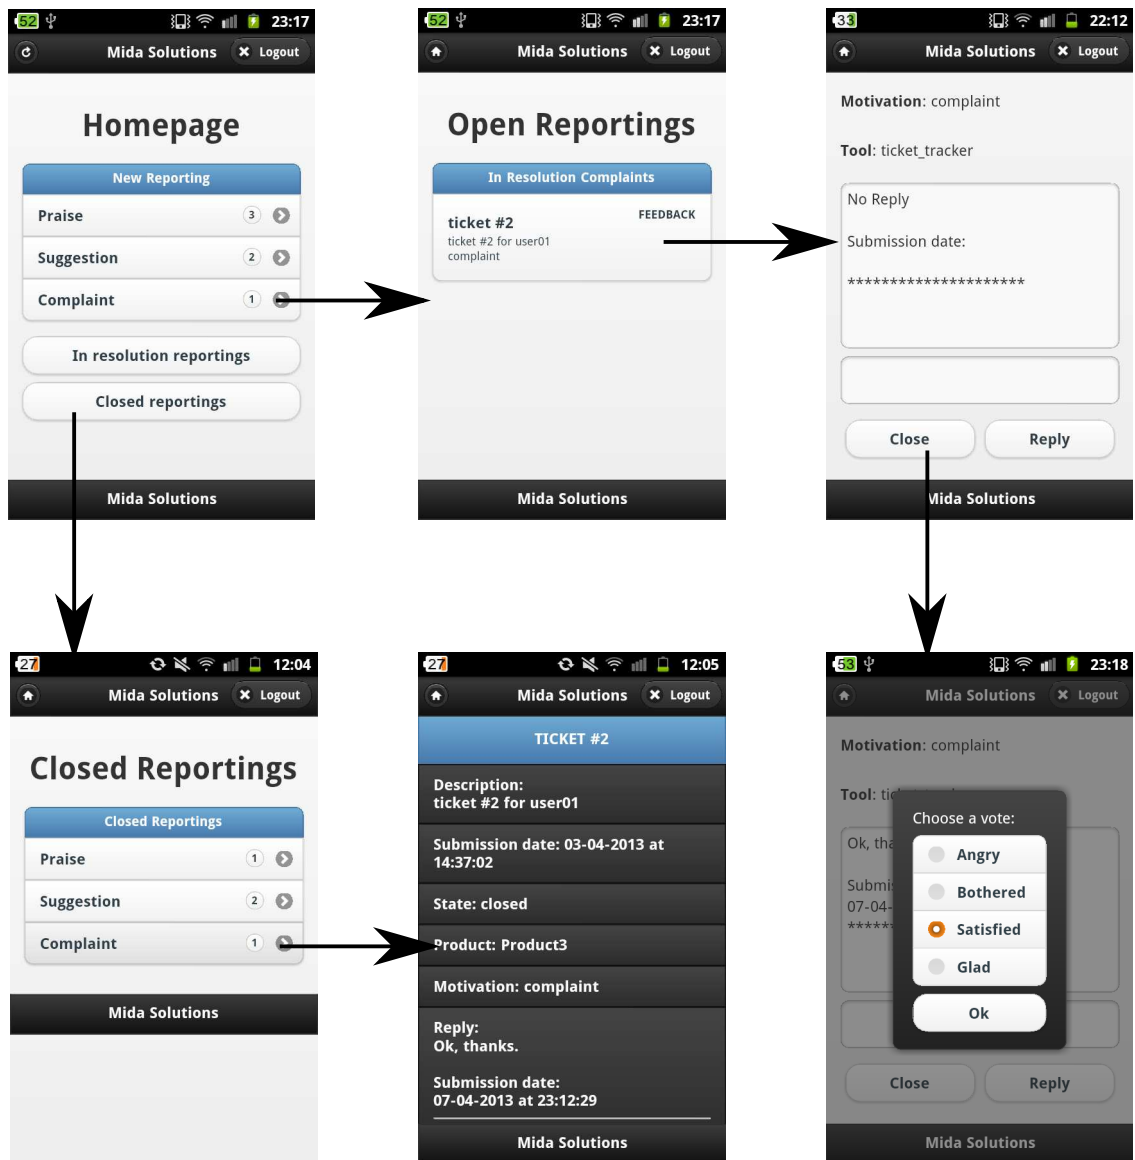 52 23:17
Mida Solutions Logout
Homepage
New Reporting
Praise 3
Suggestion 2
Complaint 1
In resolution reportings
Closed reportings
Mida Solutions
52 23:17
Mida Solutions Logout
Open Reportings
In Resolution Complaints
ticket #2 FEEDBACK
ticket #2 for user01
complaint
Mida Solutions
33 22:12
Mida Solutions Logout
Motivation: complaint
Tool: ticket_tracker
No Reply
Submission date:
*********************
Close Reply
Mida Solutions
27 12:04
Mida Solutions Logout
Closed Reportings
Closed Reportings
Praise 1
Suggestion 2
Complaint 1
Mida Solutions
27 12:05
Mida Solutions Logout
TICKET #2
Description:
ticket #2 for user01
Submission date: 03-04-2013 at
14:37:02
State: closed
Product: Product3
Motivation: complaint
Reply:
Ok, thanks.
Submission date:
07-04-2013 at 23:12:29
Mida Solutions
53 23:18
Mida Solutions Logout
Motivation: complaint
Tool:
Choose a vote:
Ok,
Angry
Bothered
07-04-
Satisfied
Glad
Ok
Close Reply
Mida Solutions